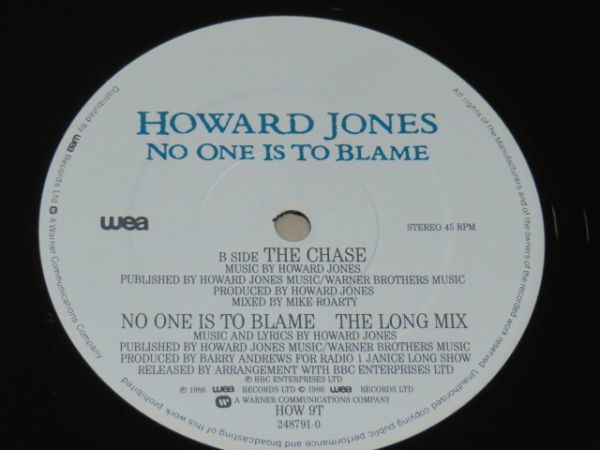 HOWARD JONES
NO ONE IS TO BLAME
wea
STEREO 45 RPM
B SIDE THE CHASE
MUSIC BY HOWARD JONES
PUBLISHED BY HOWARD JONES MUSIC/WARNER BROTHERS MUSIC
PRODUCED BY HOWARD JONES
MIXED BY MIKE ROARTY
NO ONE IS TO BLAME THE LONG MIX
MUSIC AND LYRICS BY HOWARD JONES
PUBLISHED BY HOWARD JONES MUSIC/WARNER BROTHERS MUSIC
PRODUCED BY BARRY ANDREWS FOR RADIO 1 JANICE LONG SHOW
RELEASED BY ARRANGEMENT WITH BBC ENTERPRISES LTD
℗ BBC ENTERPRISES LTD
℗ 1986 wea RECORDS LTD © 1986 wea RECORDS LTD
A WARNER COMMUNICATIONS COMPANY
HOW 9T
248791-0
Distributed by wea Records Ltd A Warner Communications Company
All rights of the Manufacturers and of the owners of the recorded work reserved. Unauthorised copying public performance and broadcasting of this work prohibited